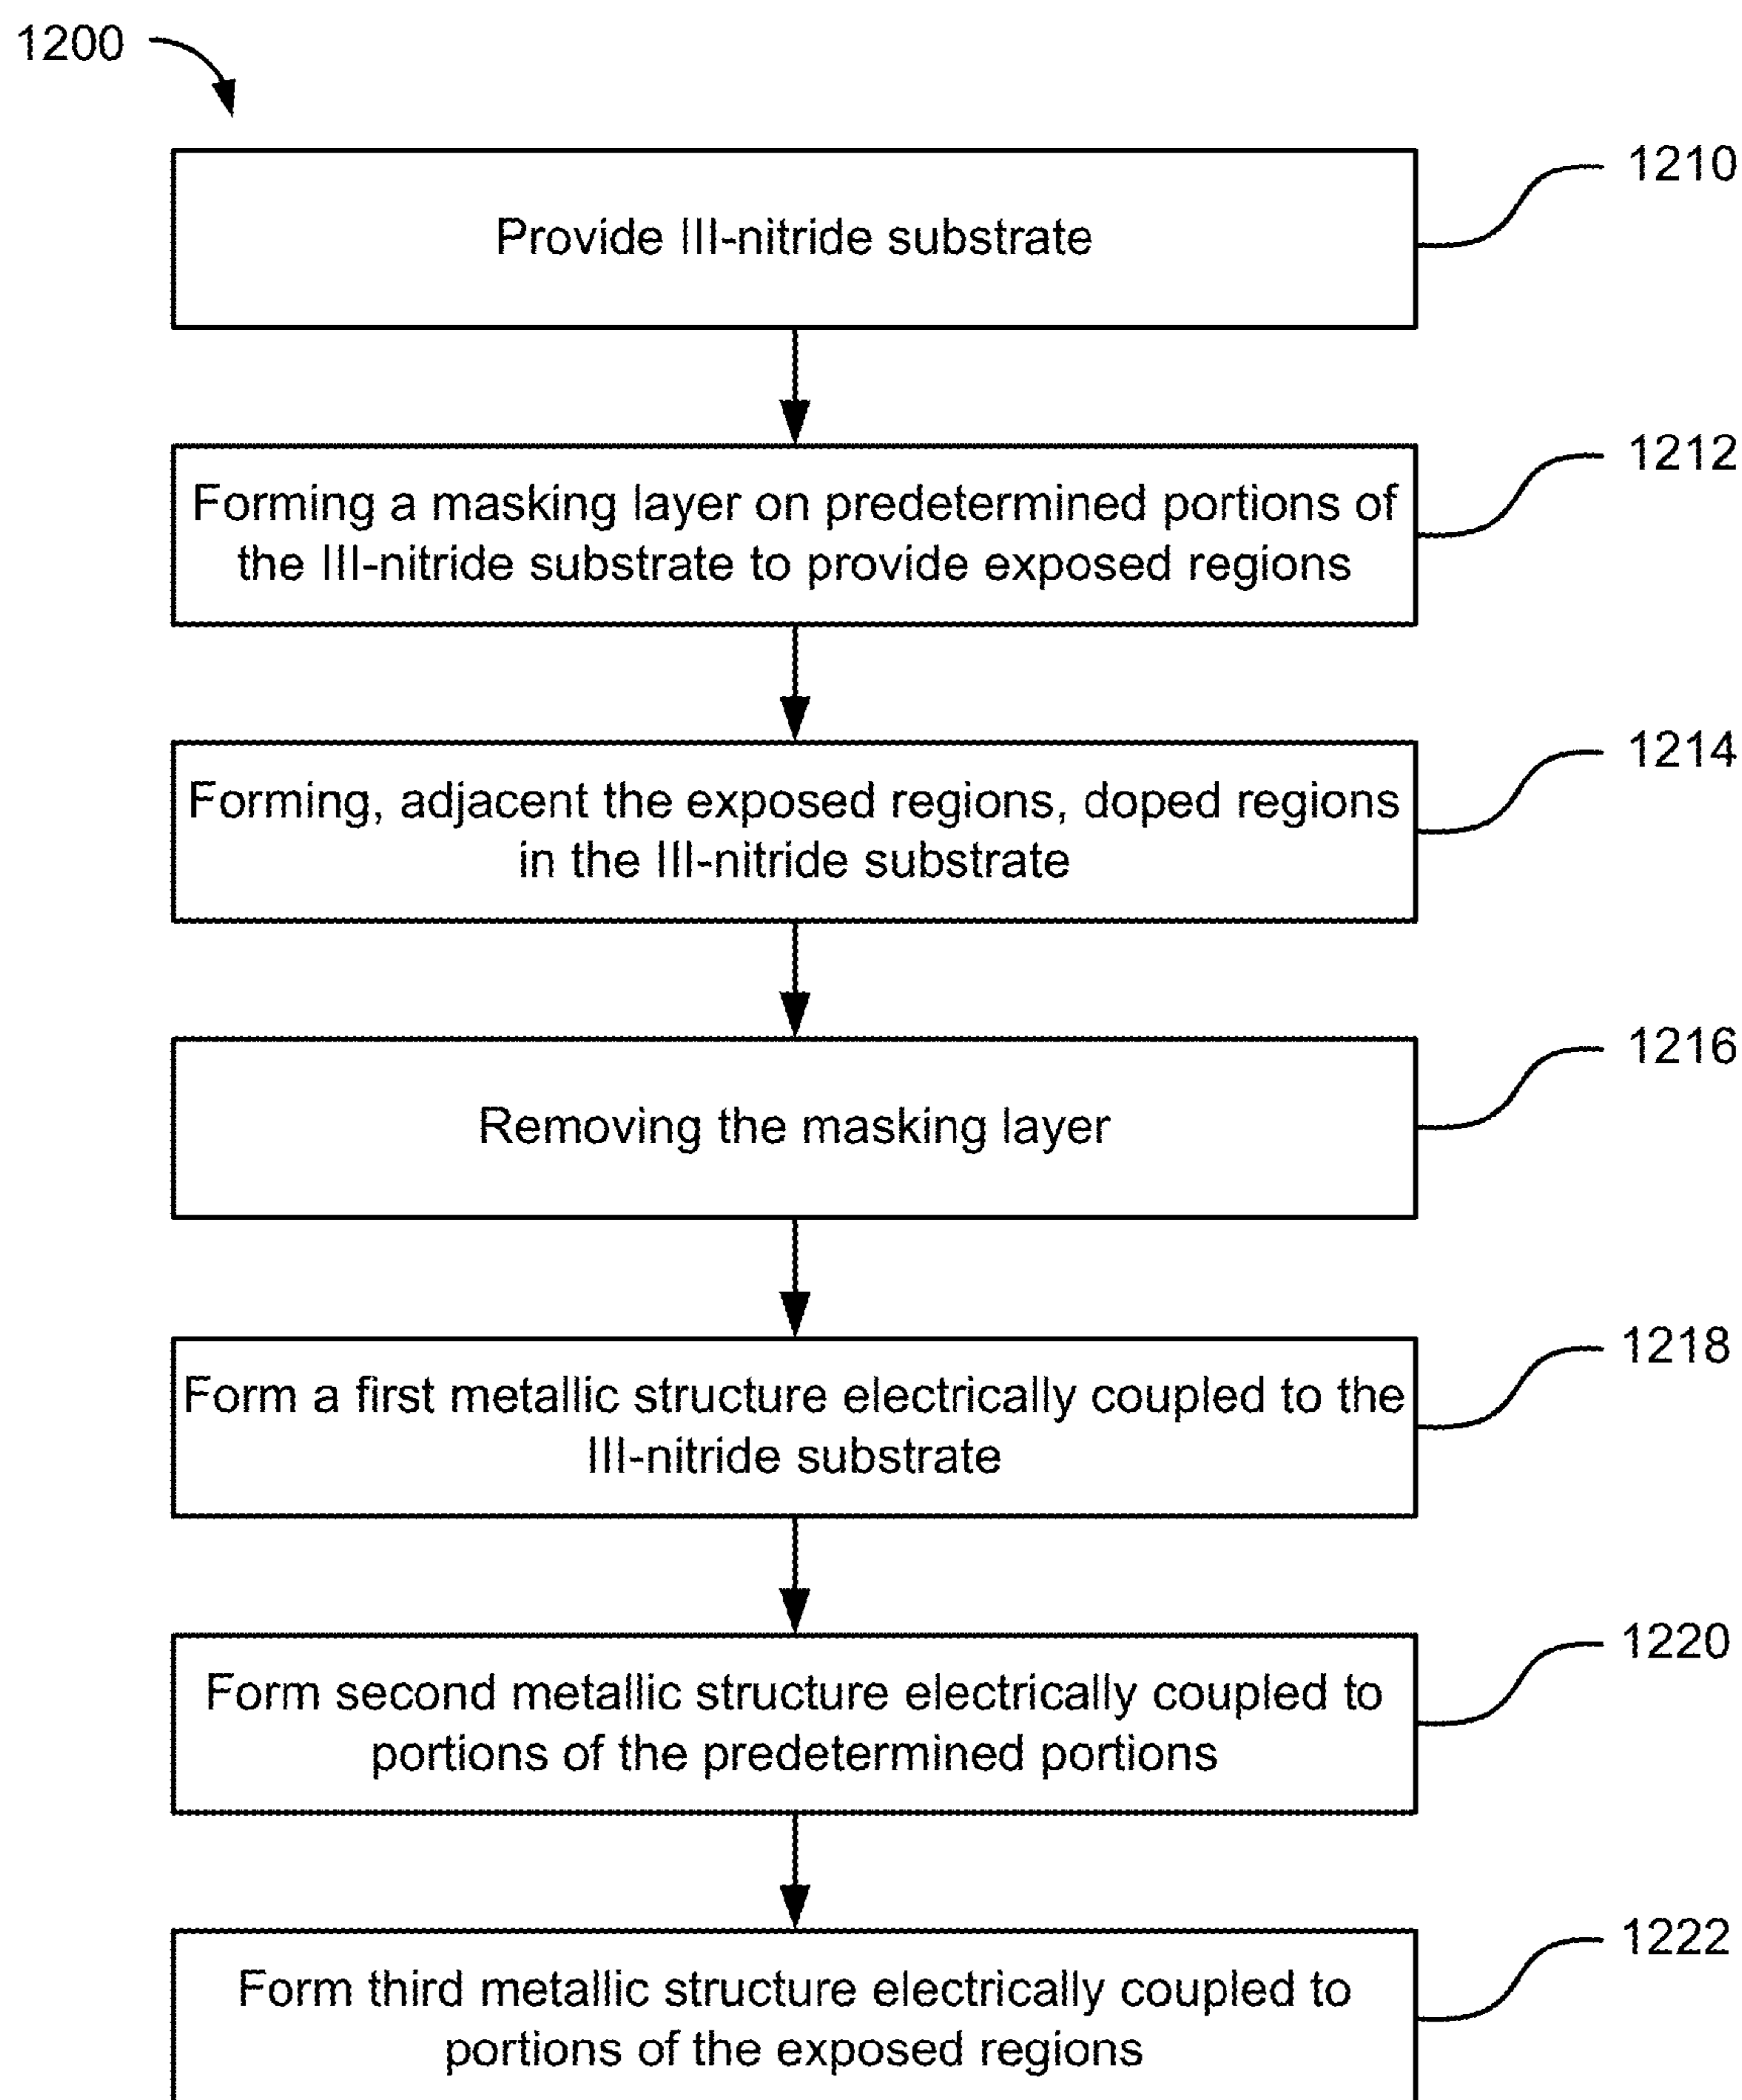 1200
1210
Provide III-nitride substrate
1212
Forming a masking layer on predetermined portions of
the III-nitride substrate to provide exposed regions
1214
Forming, adjacent the exposed regions, doped regions
in the III-nitride substrate
1216
Removing the masking layer
1218
Form a first metallic structure electrically coupled to the
III-nitride substrate
1220
Form second metallic structure electrically coupled to
portions of the predetermined portions
1222
Form third metallic structure electrically coupled to
portions of the exposed regions